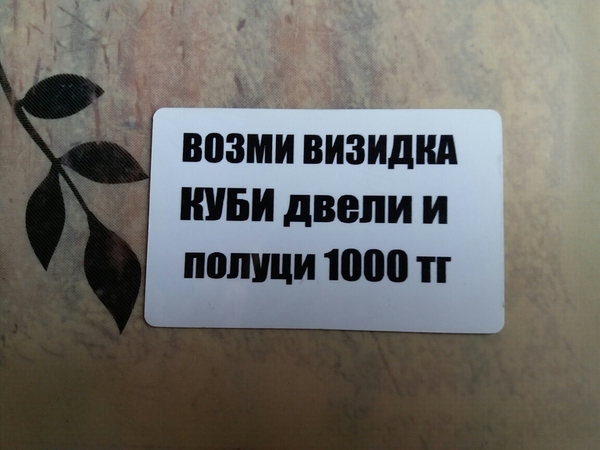 ВОЗМИ ВИЗИДКА
КУБИ двели и
полуци 1000 тг